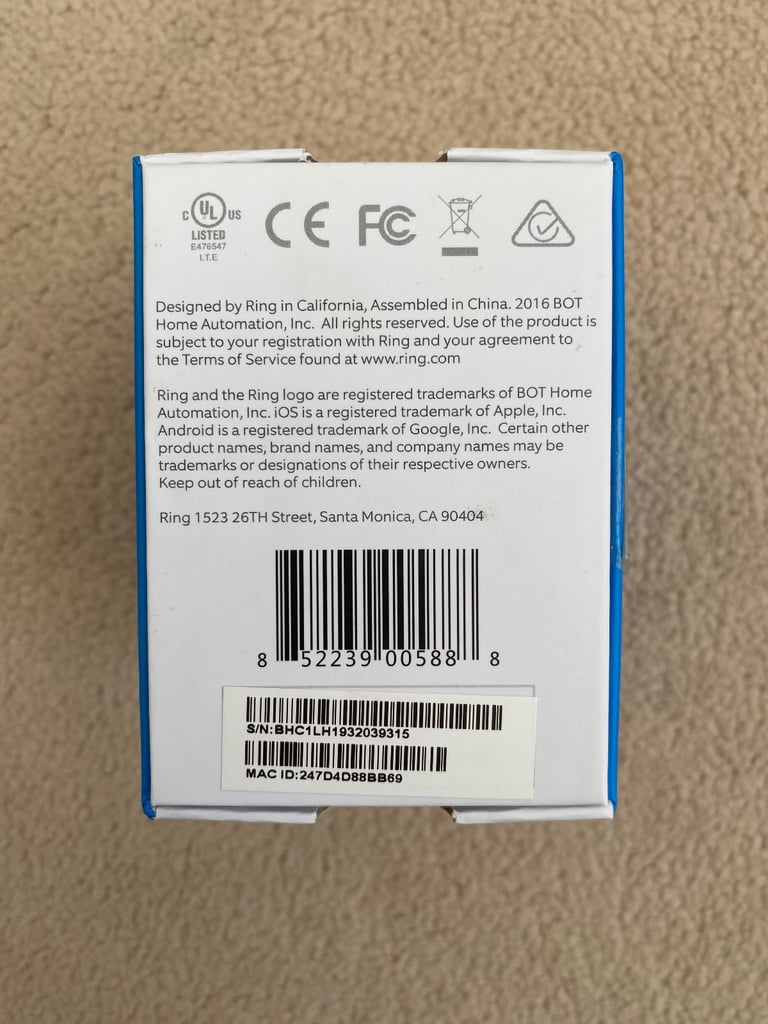 C UL US
LISTED
E476547
I.T.E
CE FC
Designed by Ring in California, Assembled in China. 2016 BOT
Home Automation, Inc. All rights reserved. Use of the product is
subject to your registration with Ring and your agreement to
the Terms of Service found at www.ring.com
Ring and the Ring logo are registered trademarks of BOT Home
Automation, Inc. iOS is a registered trademark of Apple, Inc.
Android is a registered trademark of Google, Inc. Certain other
product names, brand names, and company names may be
trademarks or designations of their respective owners.
Keep out of reach of children.
Ring 1523 26TH Street, Santa Monica, CA 90404
8 52239 00588 8
S/N:BHC1LH1932039315
MAC ID:247D4D88BB69